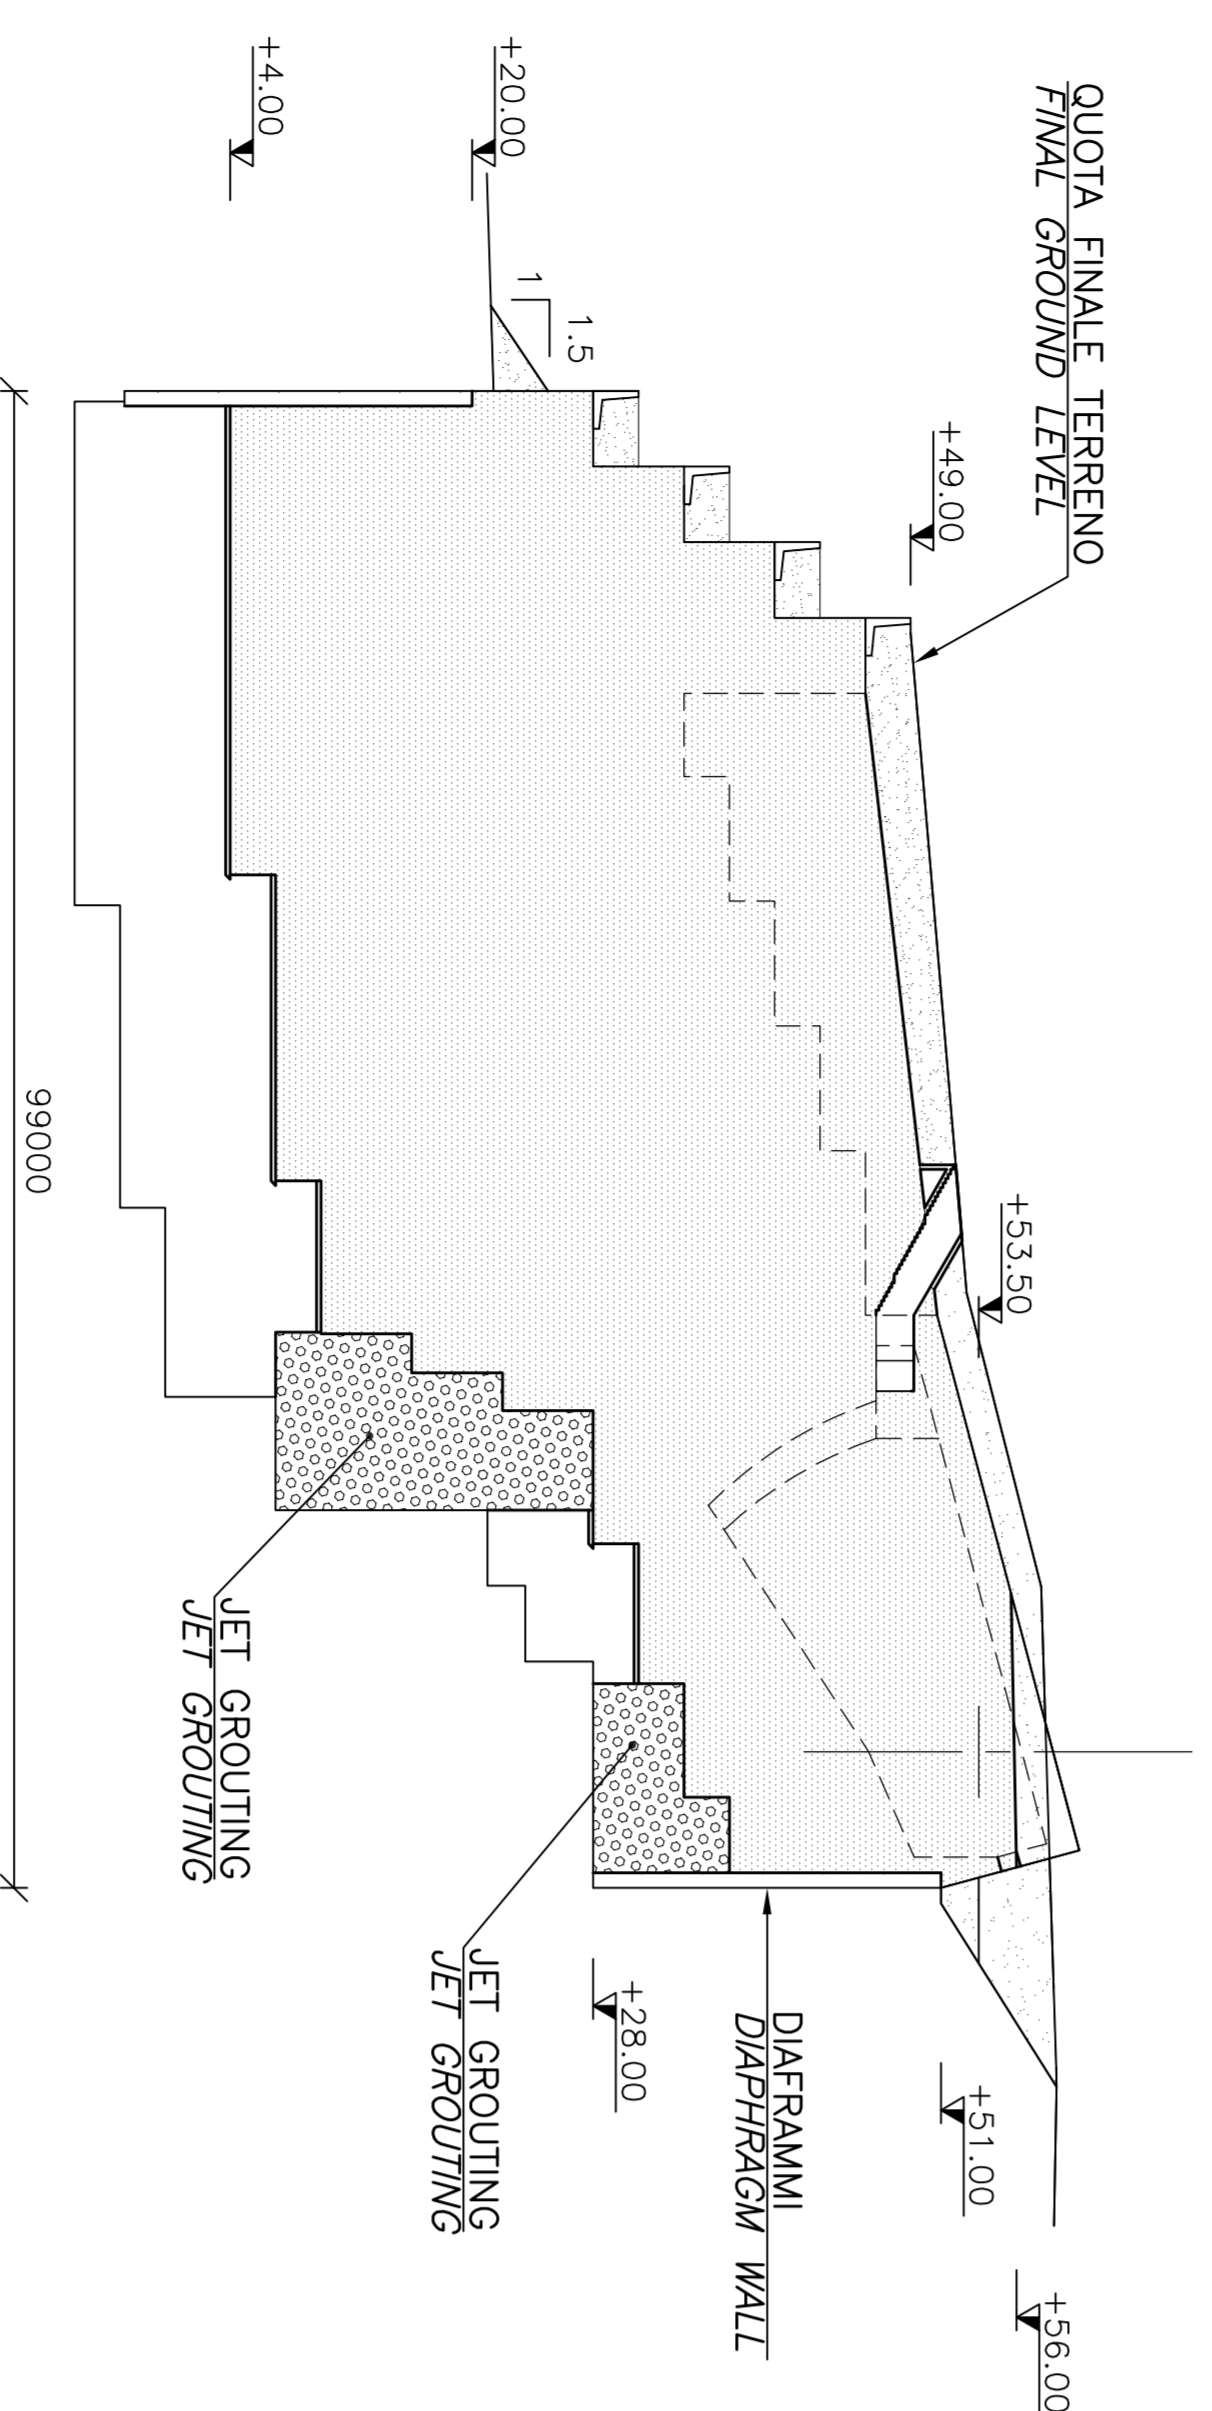 QUOTA FINALE TERRENO
FINAL GROUND LEVEL
+4.00
+20.00
+49.00
+53.50
1
1.5
99000
JET GROUTING
JET GROUTING
JET GROUTING
JET GROUTING
DIAFRAMMI
DIAPHRAGM WALL
+28.00
+51.00
+56.00